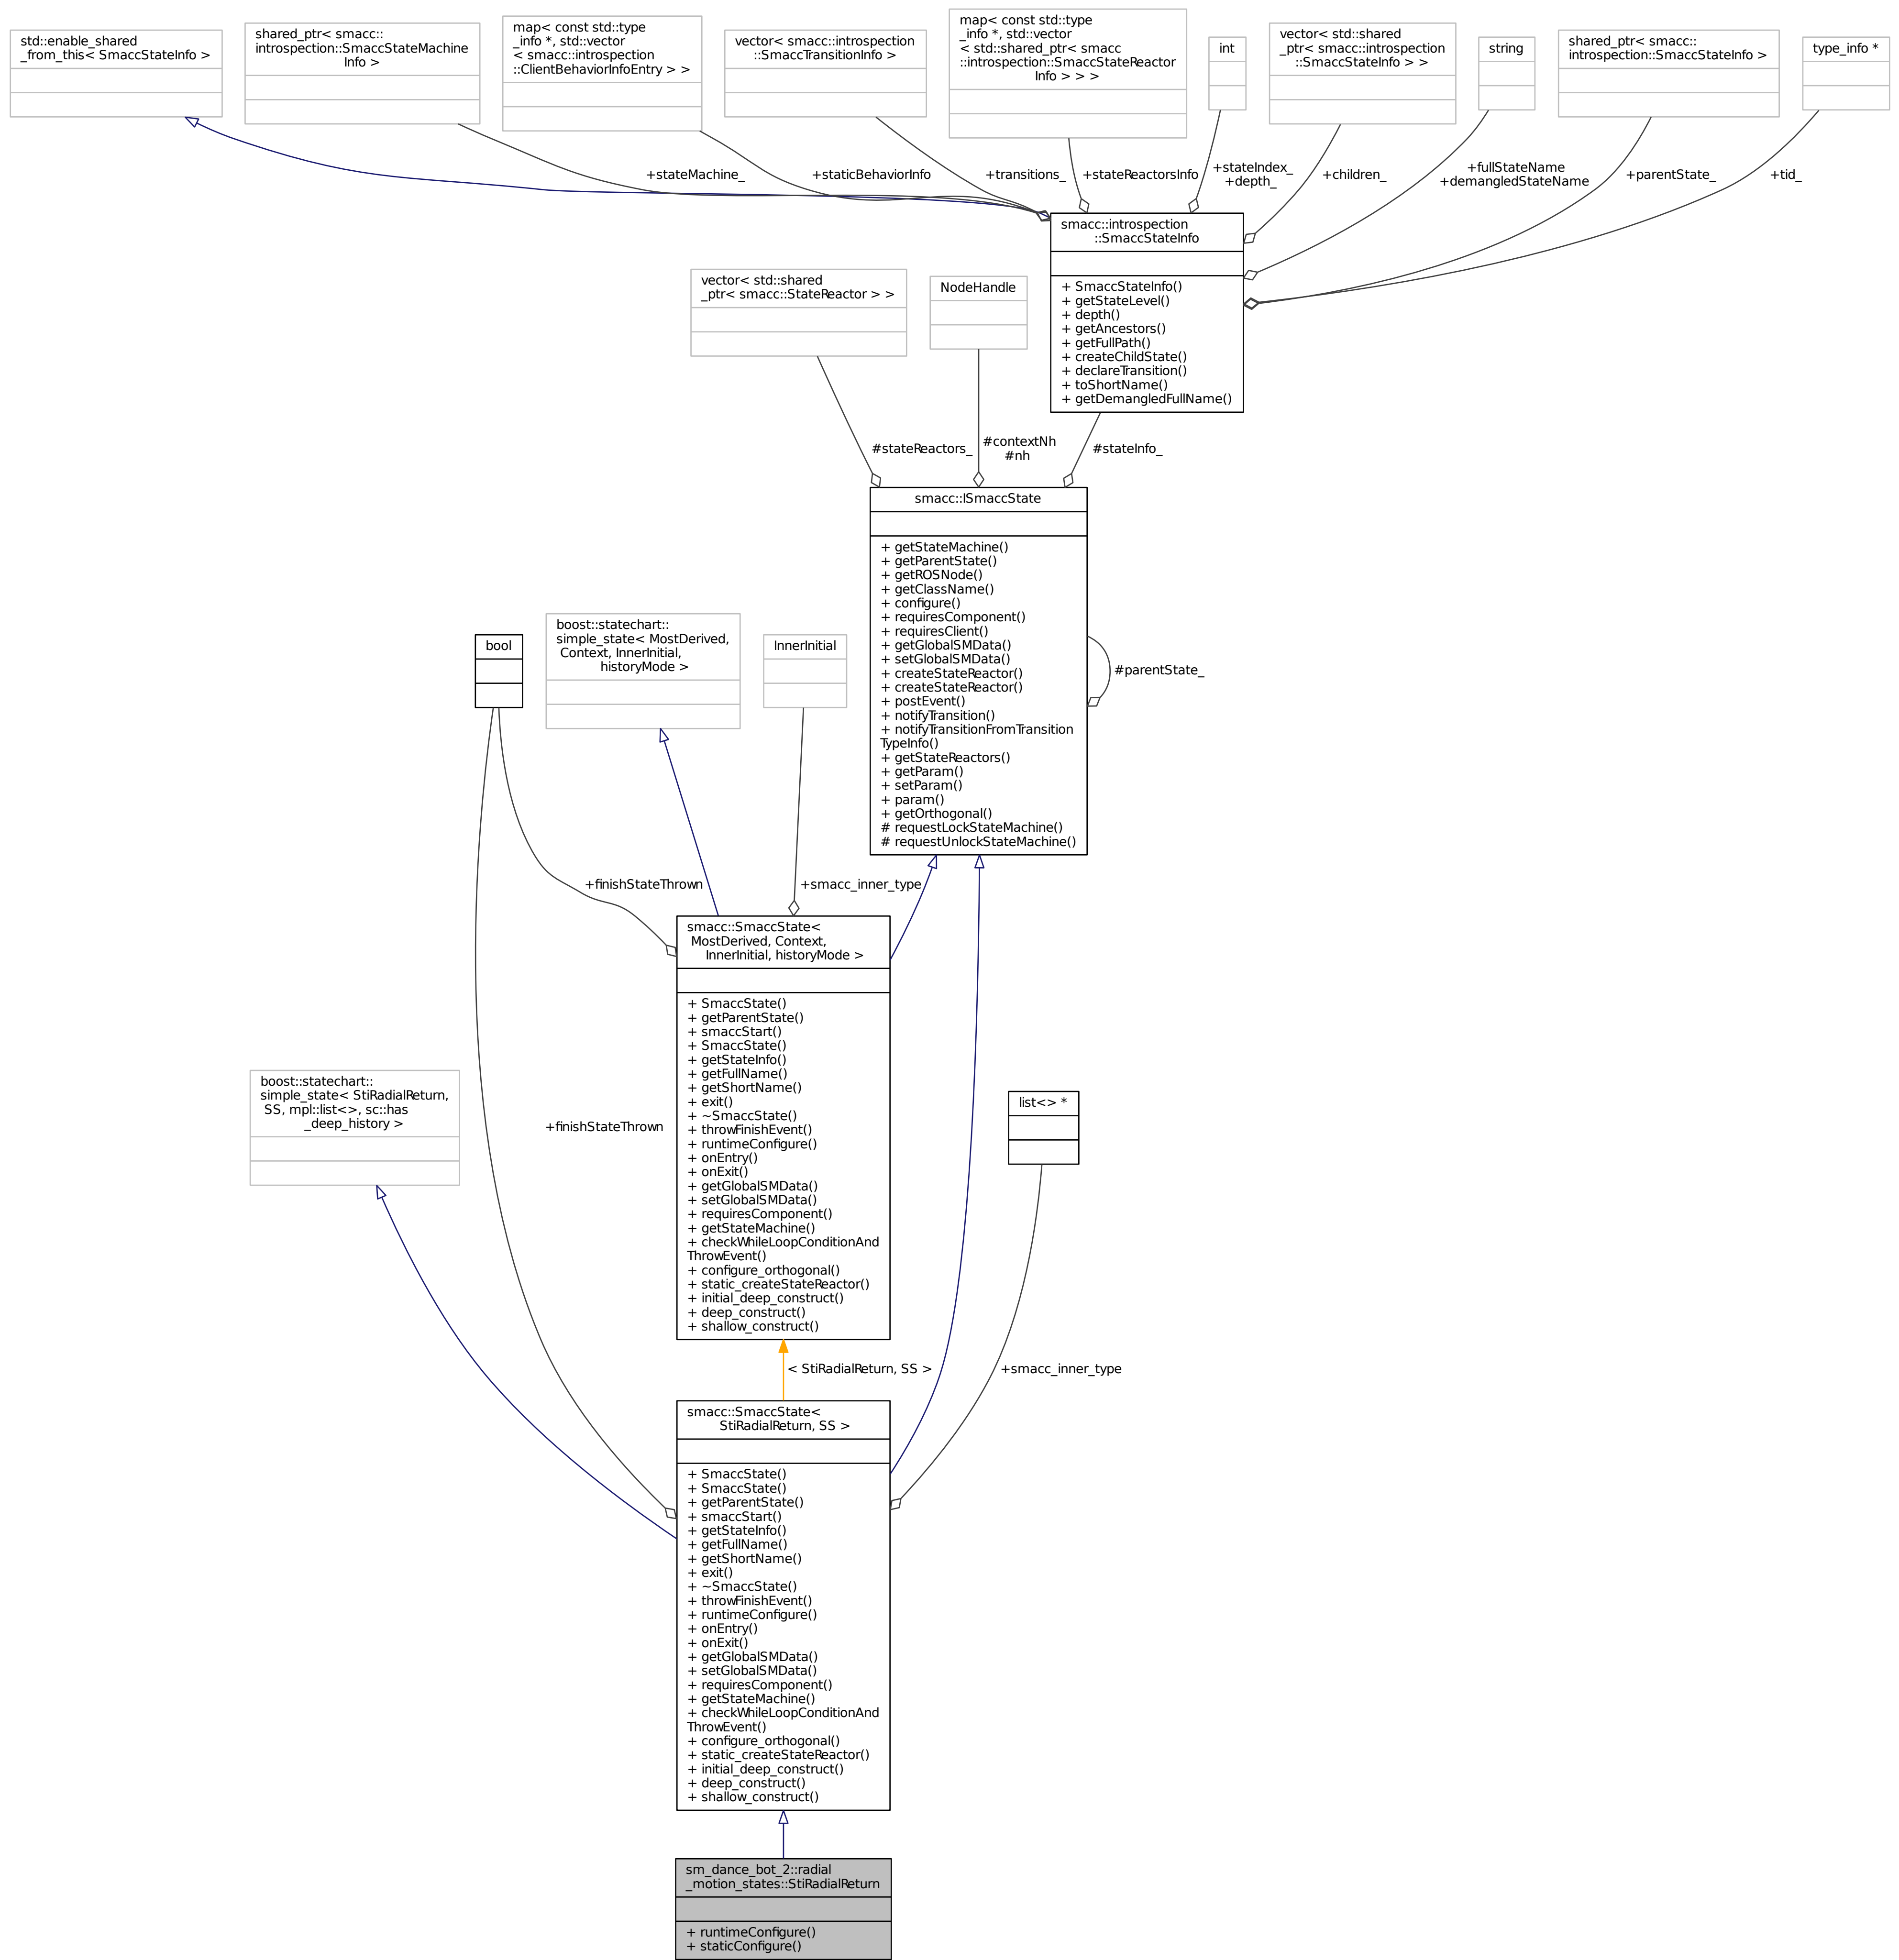 std::enable_shared
_from_this< SmaccStateInfo >
shared_ptr< smacc::
introspection::SmaccStateMachine
Info >
map< const std::type
_info *, std::vector
< smacc::introspection
::ClientBehaviorInfoEntry > >
vector< smacc::introspection
::SmaccTransitionInfo >
map< const std::type
_info *, std::vector
< std::shared_ptr< smacc
::introspection::SmaccStateReactor
Info > > >
int
vector< std::shared
_ptr< smacc::introspection
::SmaccStateInfo > >
string
shared_ptr< smacc::
introspection::SmaccStateInfo >
type_info *
+stateMachine_
+staticBehaviorInfo
+transitions_
+stateReactorsInfo
+stateIndex_
+depth_
+children_
+fullStateName
+demangledStateName
+parentState_
+tid_
smacc::introspection
::SmaccStateInfo
+ SmaccStateInfo()
+ getStateLevel()
+ depth()
+ getAncestors()
+ getFullPath()
+ createChildState()
+ declareTransition()
+ toShortName()
+ getDemangledFullName()
vector< std::shared
_ptr< smacc::StateReactor > >
NodeHandle
#stateReactors_
#contextNh
#nh
#stateInfo_
smacc::ISmaccState
+ getStateMachine()
+ getParentState()
+ getROSNode()
+ getClassName()
+ configure()
+ requiresComponent()
+ requiresClient()
+ getGlobalSMData()
+ setGlobalSMData()
+ createStateReactor()
+ createStateReactor()
+ postEvent()
+ notifyTransition()
+ notifyTransitionFromTransition
TypeInfo()
+ getStateReactors()
+ getParam()
+ setParam()
+ param()
+ getOrthogonal()
# requestLockStateMachine()
# requestUnlockStateMachine()
#parentState_
bool
boost::statechart::
simple_state< MostDerived,
Context, InnerInitial,
historyMode >
InnerInitial
+finishStateThrown
+smacc_inner_type
smacc::SmaccState<
MostDerived, Context,
InnerInitial, historyMode >
+ SmaccState()
+ getParentState()
+ smaccStart()
+ SmaccState()
+ getStateInfo()
+ getFullName()
+ getShortName()
+ exit()
+ ~SmaccState()
+ throwFinishEvent()
+ runtimeConfigure()
+ onEntry()
+ onExit()
+ getGlobalSMData()
+ setGlobalSMData()
+ requiresComponent()
+ getStateMachine()
+ checkWhileLoopConditionAnd
ThrowEvent()
+ configure_orthogonal()
+ static_createStateReactor()
+ initial_deep_construct()
+ deep_construct()
+ shallow_construct()
boost::statechart::
simple_state< StiRadialReturn,
SS, mpl::list<>, sc::has
_deep_history >
+finishStateThrown
list<> *
< StiRadialReturn, SS >
+smacc_inner_type
smacc::SmaccState<
StiRadialReturn, SS >
+ SmaccState()
+ SmaccState()
+ getParentState()
+ smaccStart()
+ getStateInfo()
+ getFullName()
+ getShortName()
+ exit()
+ ~SmaccState()
+ throwFinishEvent()
+ runtimeConfigure()
+ onEntry()
+ onExit()
+ getGlobalSMData()
+ setGlobalSMData()
+ requiresComponent()
+ getStateMachine()
+ checkWhileLoopConditionAnd
ThrowEvent()
+ configure_orthogonal()
+ static_createStateReactor()
+ initial_deep_construct()
+ deep_construct()
+ shallow_construct()
sm_dance_bot_2::radial
_motion_states::StiRadialReturn
+ runtimeConfigure()
+ staticConfigure()